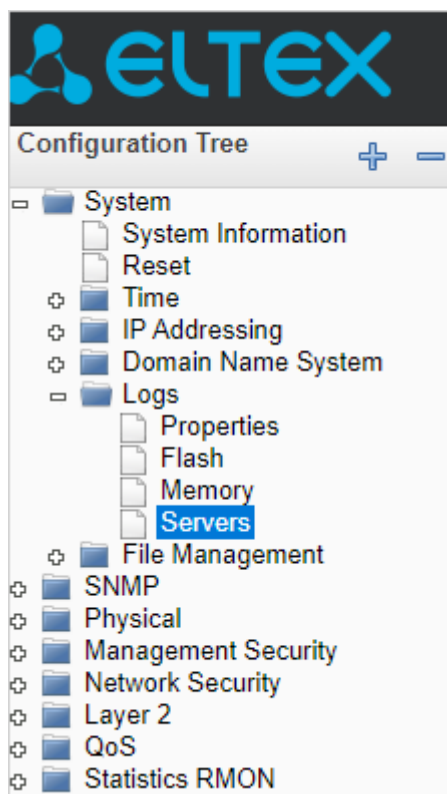 ELTEX
Configuration Tree
System
System Information
Reset
Time
IP Addressing
Domain Name System
Logs
Properties
Flash
Memory
Servers
File Management
SNMP
Physical
Management Security
Network Security
Layer 2
QoS
Statistics RMON